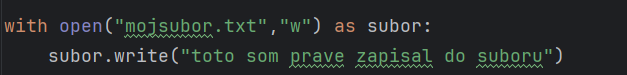 with open("mojsubor.txt","w") as subor:
    subor.write("toto som prave zapisal do suboru")